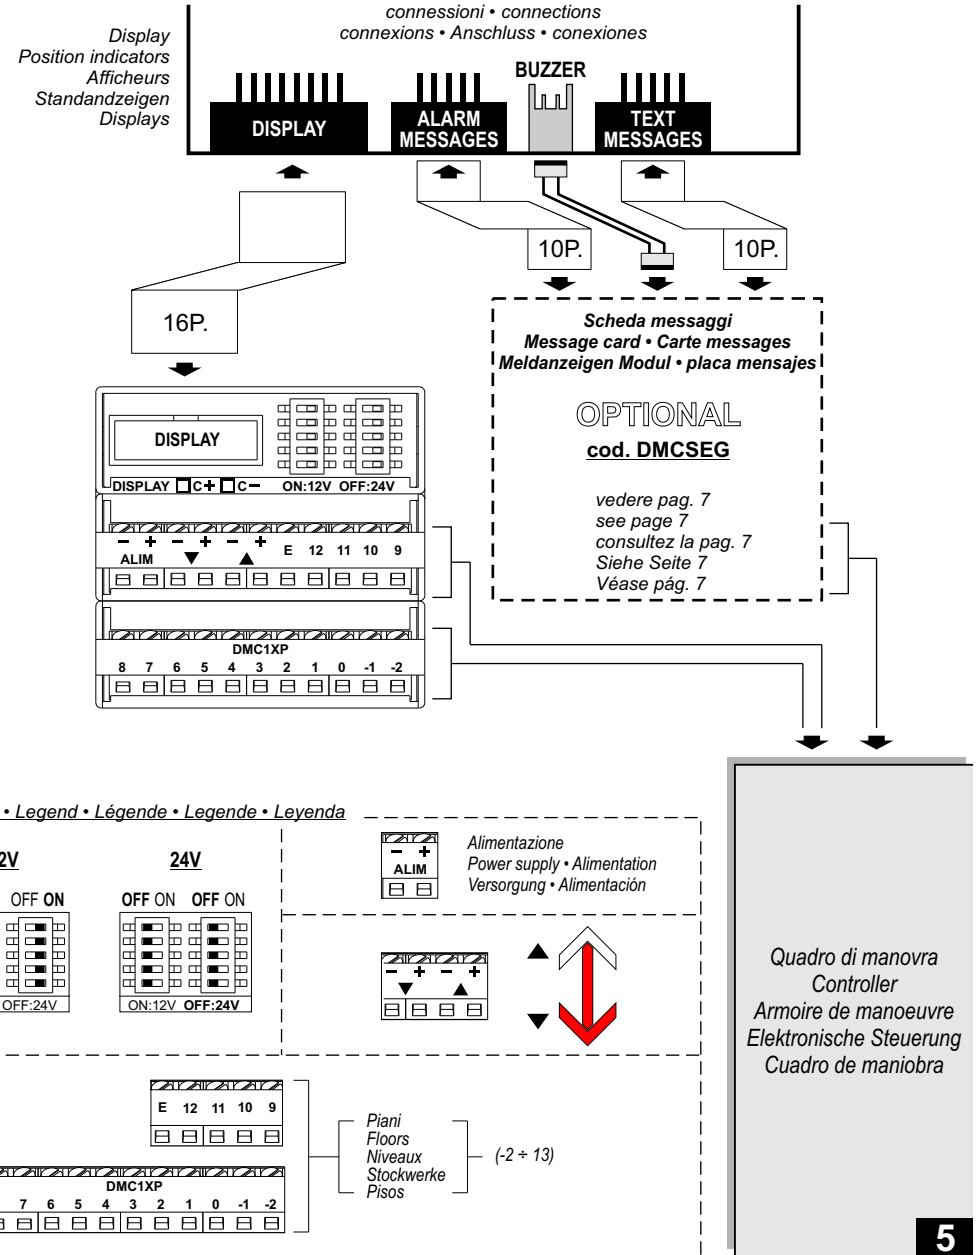 connessioni • connections
connexions • Anschluss • conexiones
Display
Position indicators
Afficheurs
Standandzeigen
Displays
BUZZER
DISPLAY
ALARM
MESSAGES
TEXT
MESSAGES
10P.
10P.
16P.
Scheda messaggi
Message card • Carte messages
Meldanzeigen Modul • placa mensajes
OPTIONAL
cod. DMCSEG
vedere pag. 7
see page 7
consultez la pag. 7
Siehe Seite 7
Véase pág. 7
DISPLAY
DISPLAY C+ C− ON:12V OFF:24V
− + − + − + E 12 11 10 9
ALIM ▼ ▲
DMC1XP
8 7 6 5 4 3 2 1 0 -1 -2
• Legend • Légende • Legende • Leyenda
2V
24V
OFF ON
OFF ON OFF ON
OFF:24V
ON:12V OFF:24V
− +
ALIM
Alimentazione
Power supply • Alimentation
Versorgung • Alimentación
− + − +
▼ ▲
▲
▼
Quadro di manovra
Controller
Armoire de manoeuvre
Elektronische Steuerung
Cuadro de maniobra
E 12 11 10 9
DMC1XP
7 6 5 4 3 2 1 0 -1 -2
Piani
Floors
Niveaux
Stockwerke
Pisos
(-2 ÷ 13)
5